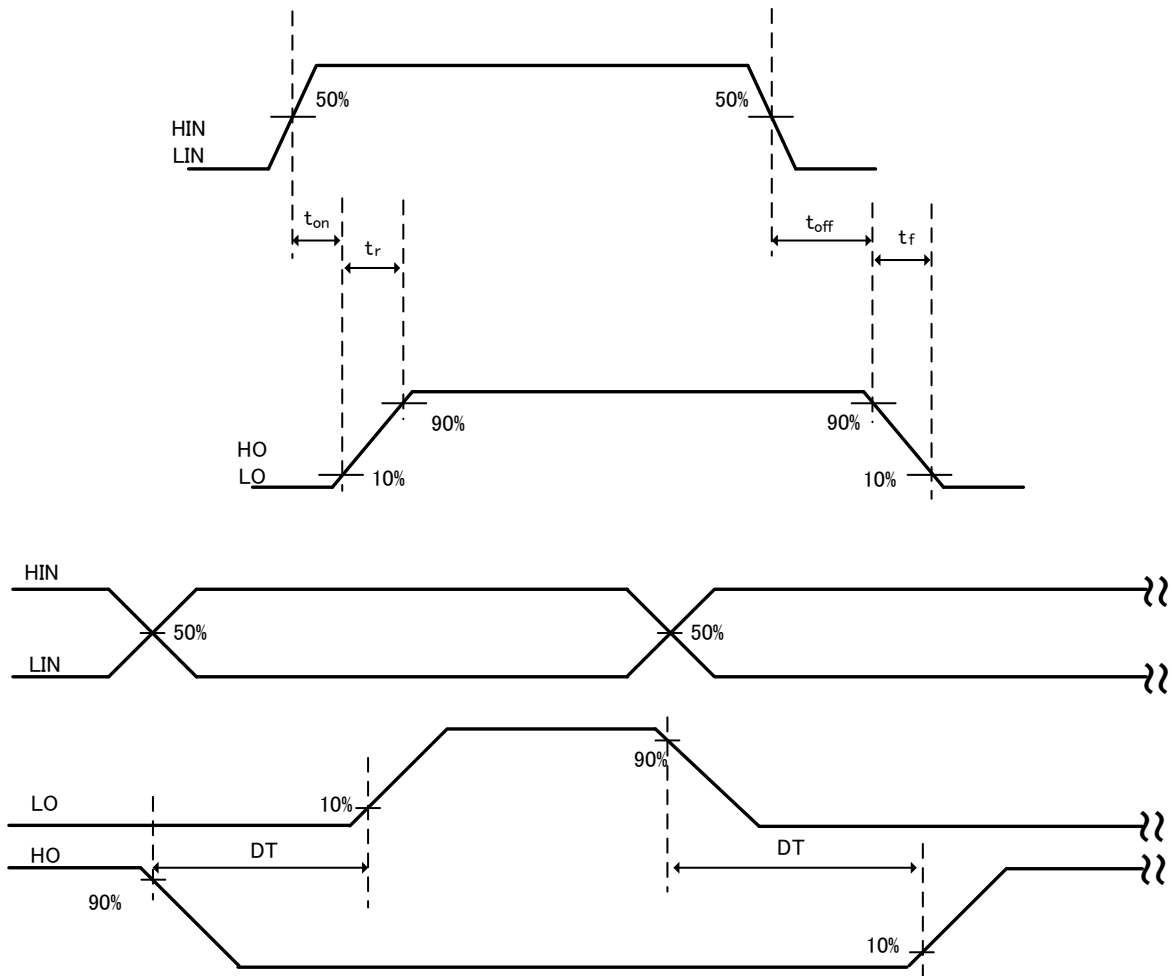 50% 50%
HIN
LIN
ton toff
tr tf
90% 90%
HO
LO 10% 10%
HIN
50% 50%
LIN
90%
LO 10%
HO DT DT
90%
10%